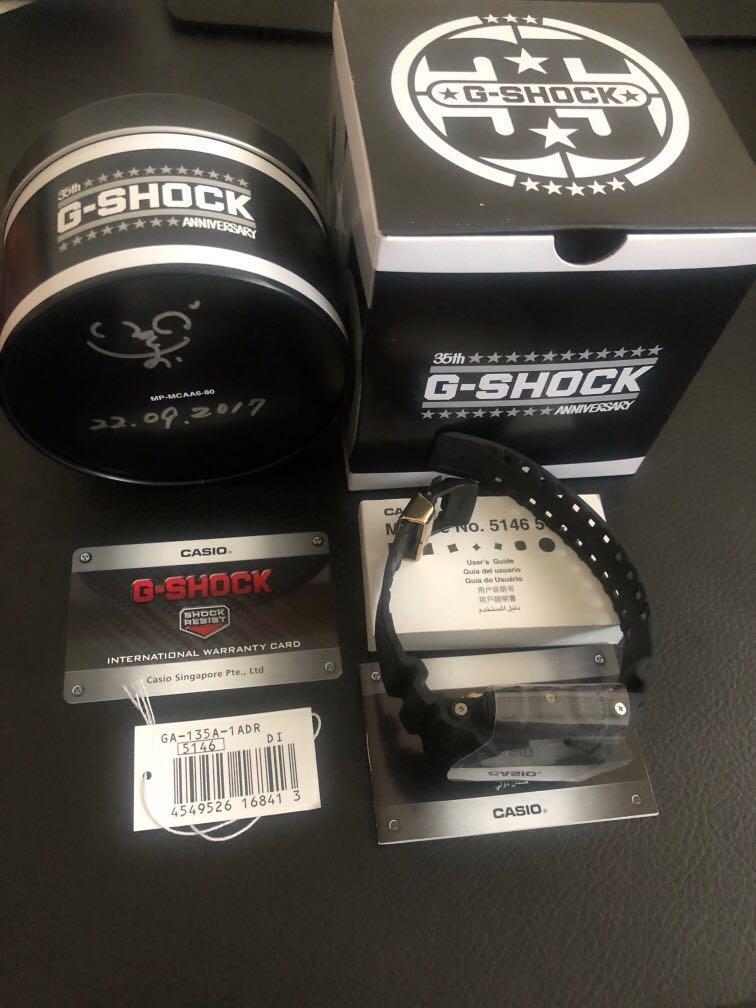 35th
G-SHOCK
ANNIVERSARY
MP-MCAA6-80
22.09.2017
G-SHOCK
35th
G-SHOCK
ANNIVERSARY
CASIO®
G-SHOCK
SHOCK
RESIST
INTERNATIONAL WARRANTY CARD
Casio Singapore Pte., Ltd
No. 5146
User's Guide
Guía del usuario
Guia do Usuário
用户说明书
用戶說明書
دليل المستخدم
GA-135A-1ADR
5146 DI
4549526 16841 3
CASIO®
ضمان دولي
CASIO®